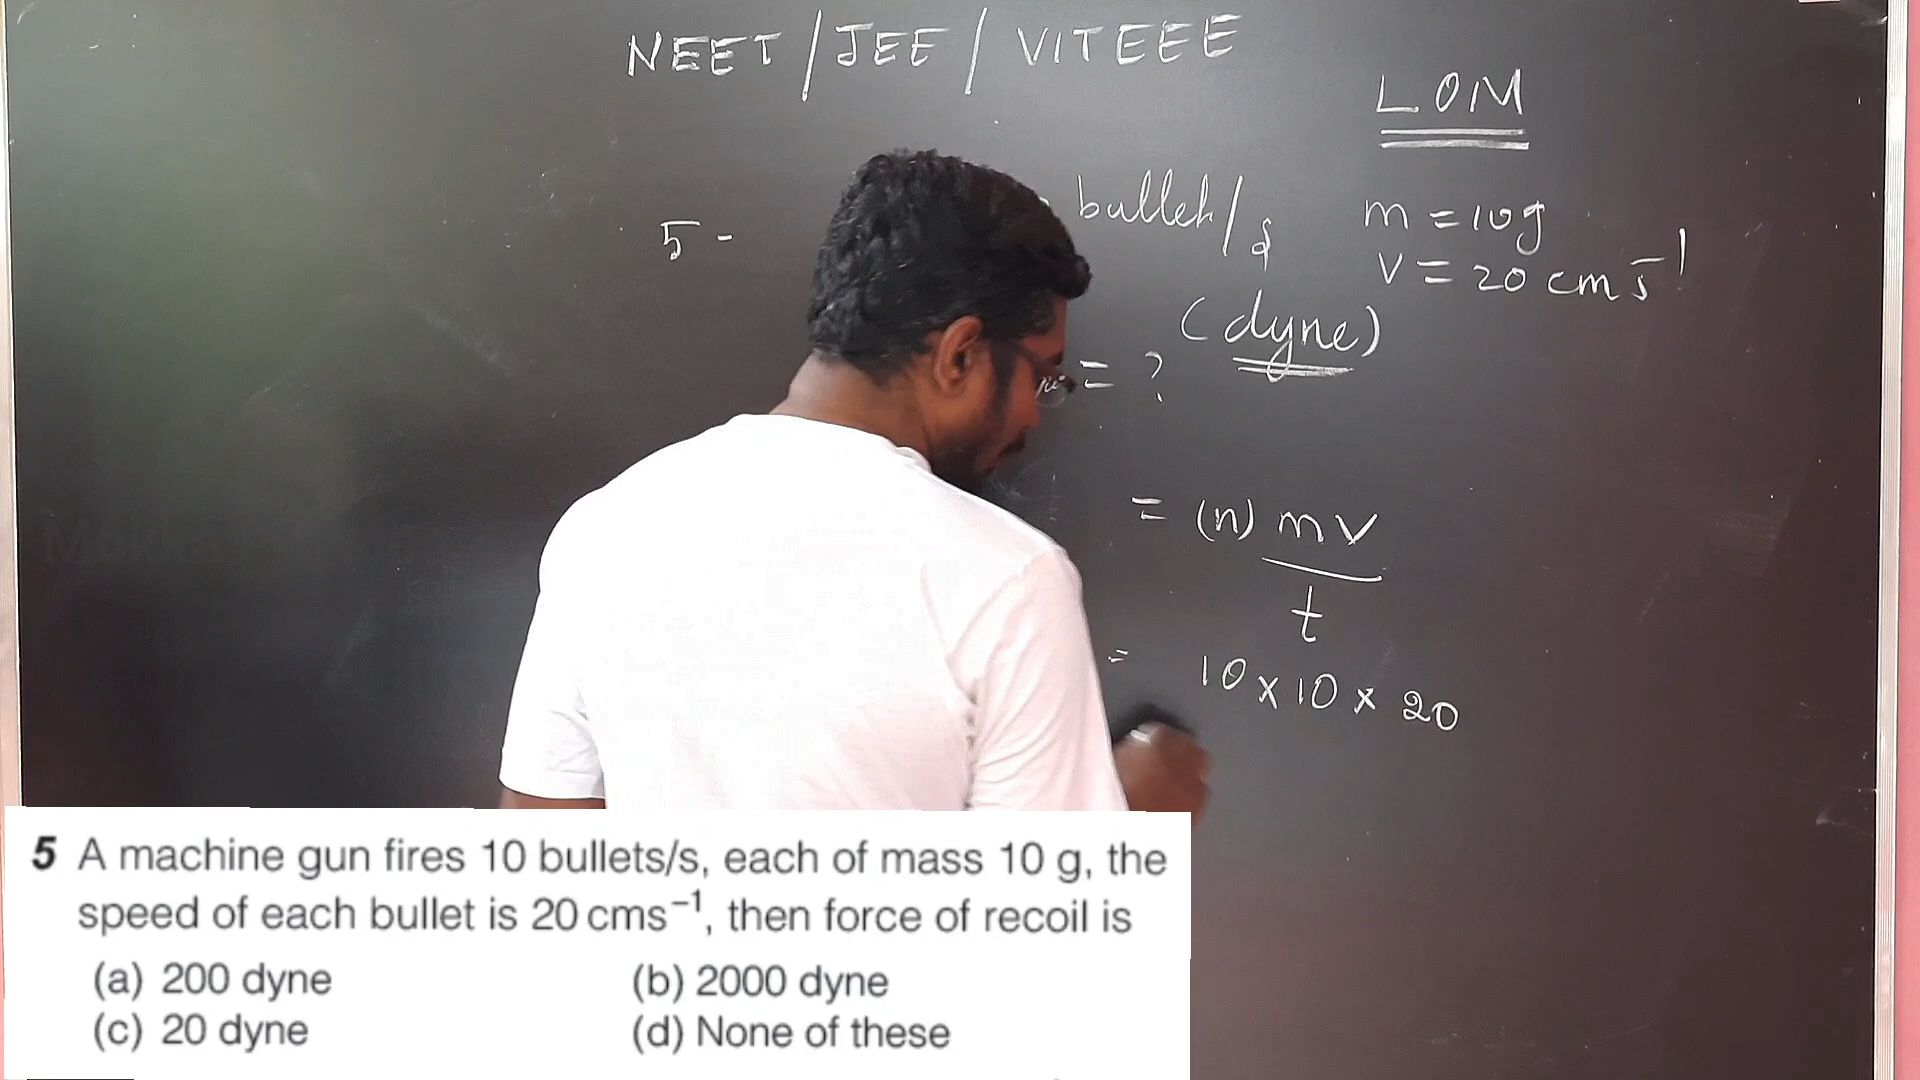 NEET / JEE / VITEEE
LOM
5 -
bullet/s
m = 10g
v = 20 cm s⁻¹
(dyne)
= ?
= (n) mv
t
= 10 x 10 x 20
5 A machine gun fires 10 bullets/s, each of mass 10 g, the
speed of each bullet is 20 cms⁻¹, then force of recoil is
(a) 200 dyne (b) 2000 dyne
(c) 20 dyne (d) None of these